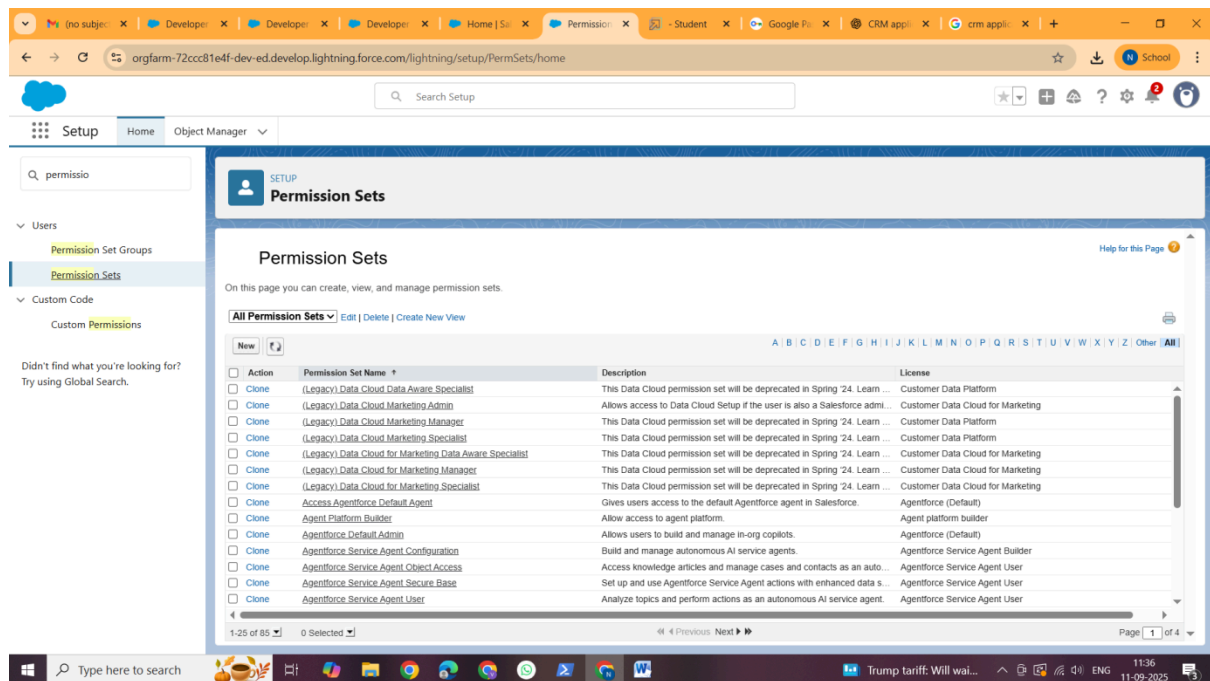 (no subject
Developer
Developer
Developer
Home | Sal
Permission
- Student
Google Pa
CRM appli
crm applic
orgfarm-72ccc81e4f-dev-ed.develop.lightning.force.com/lightning/setup/PermSets/home
N School
Search Setup
2
Setup Home Object Manager
permissio
SETUP
Permission Sets
Users
Permission Set Groups
Permission Sets
Custom Code
Custom Permissions
Didn't find what you're looking for?
Try using Global Search.
Help for this Page ?
Permission Sets
On this page you can create, view, and manage permission sets.
All Permission Sets Edit | Delete | Create New View
New A | B | C | D | E | F | G | H | I | J | K | L | M | N | O | P | Q | R | S | T | U | V | W | X | Y | Z | Other | All
Action Permission Set Name ↑ Description License
Clone (Legacy) Data Cloud Data Aware Specialist This Data Cloud permission set will be deprecated in Spring '24. Learn ... Customer Data Platform
Clone (Legacy) Data Cloud Marketing Admin Allows access to Data Cloud Setup if the user is also a Salesforce admi... Customer Data Cloud for Marketing
Clone (Legacy) Data Cloud Marketing Manager This Data Cloud permission set will be deprecated in Spring '24. Learn ... Customer Data Platform
Clone (Legacy) Data Cloud Marketing Specialist This Data Cloud permission set will be deprecated in Spring '24. Learn ... Customer Data Platform
Clone (Legacy) Data Cloud for Marketing Data Aware Specialist This Data Cloud permission set will be deprecated in Spring '24. Learn ... Customer Data Cloud for Marketing
Clone (Legacy) Data Cloud for Marketing Manager This Data Cloud permission set will be deprecated in Spring '24. Learn ... Customer Data Cloud for Marketing
Clone (Legacy) Data Cloud for Marketing Specialist This Data Cloud permission set will be deprecated in Spring '24. Learn ... Customer Data Cloud for Marketing
Clone Access Agentforce Default Agent Gives users access to the default Agentforce agent in Salesforce. Agentforce (Default)
Clone Agent Platform Builder Allow access to agent platform. Agent platform builder
Clone Agentforce Default Admin Allows users to build and manage in-org copilots. Agentforce (Default)
Clone Agentforce Service Agent Configuration Build and manage autonomous AI service agents. Agentforce Service Agent Builder
Clone Agentforce Service Agent Object Access Access knowledge articles and manage cases and contacts as an auto... Agentforce Service Agent User
Clone Agentforce Service Agent Secure Base Set up and use Agentforce Service Agent actions with enhanced data s... Agentforce Service Agent User
Clone Agentforce Service Agent User Analyze topics and perform actions as an autonomous AI service agent. Agentforce Service Agent User
1-25 of 85 0 Selected Previous Next Page 1 of 4
Type here to search
Trump tariff: Will wai... ENG 11:36
11-09-2025
3